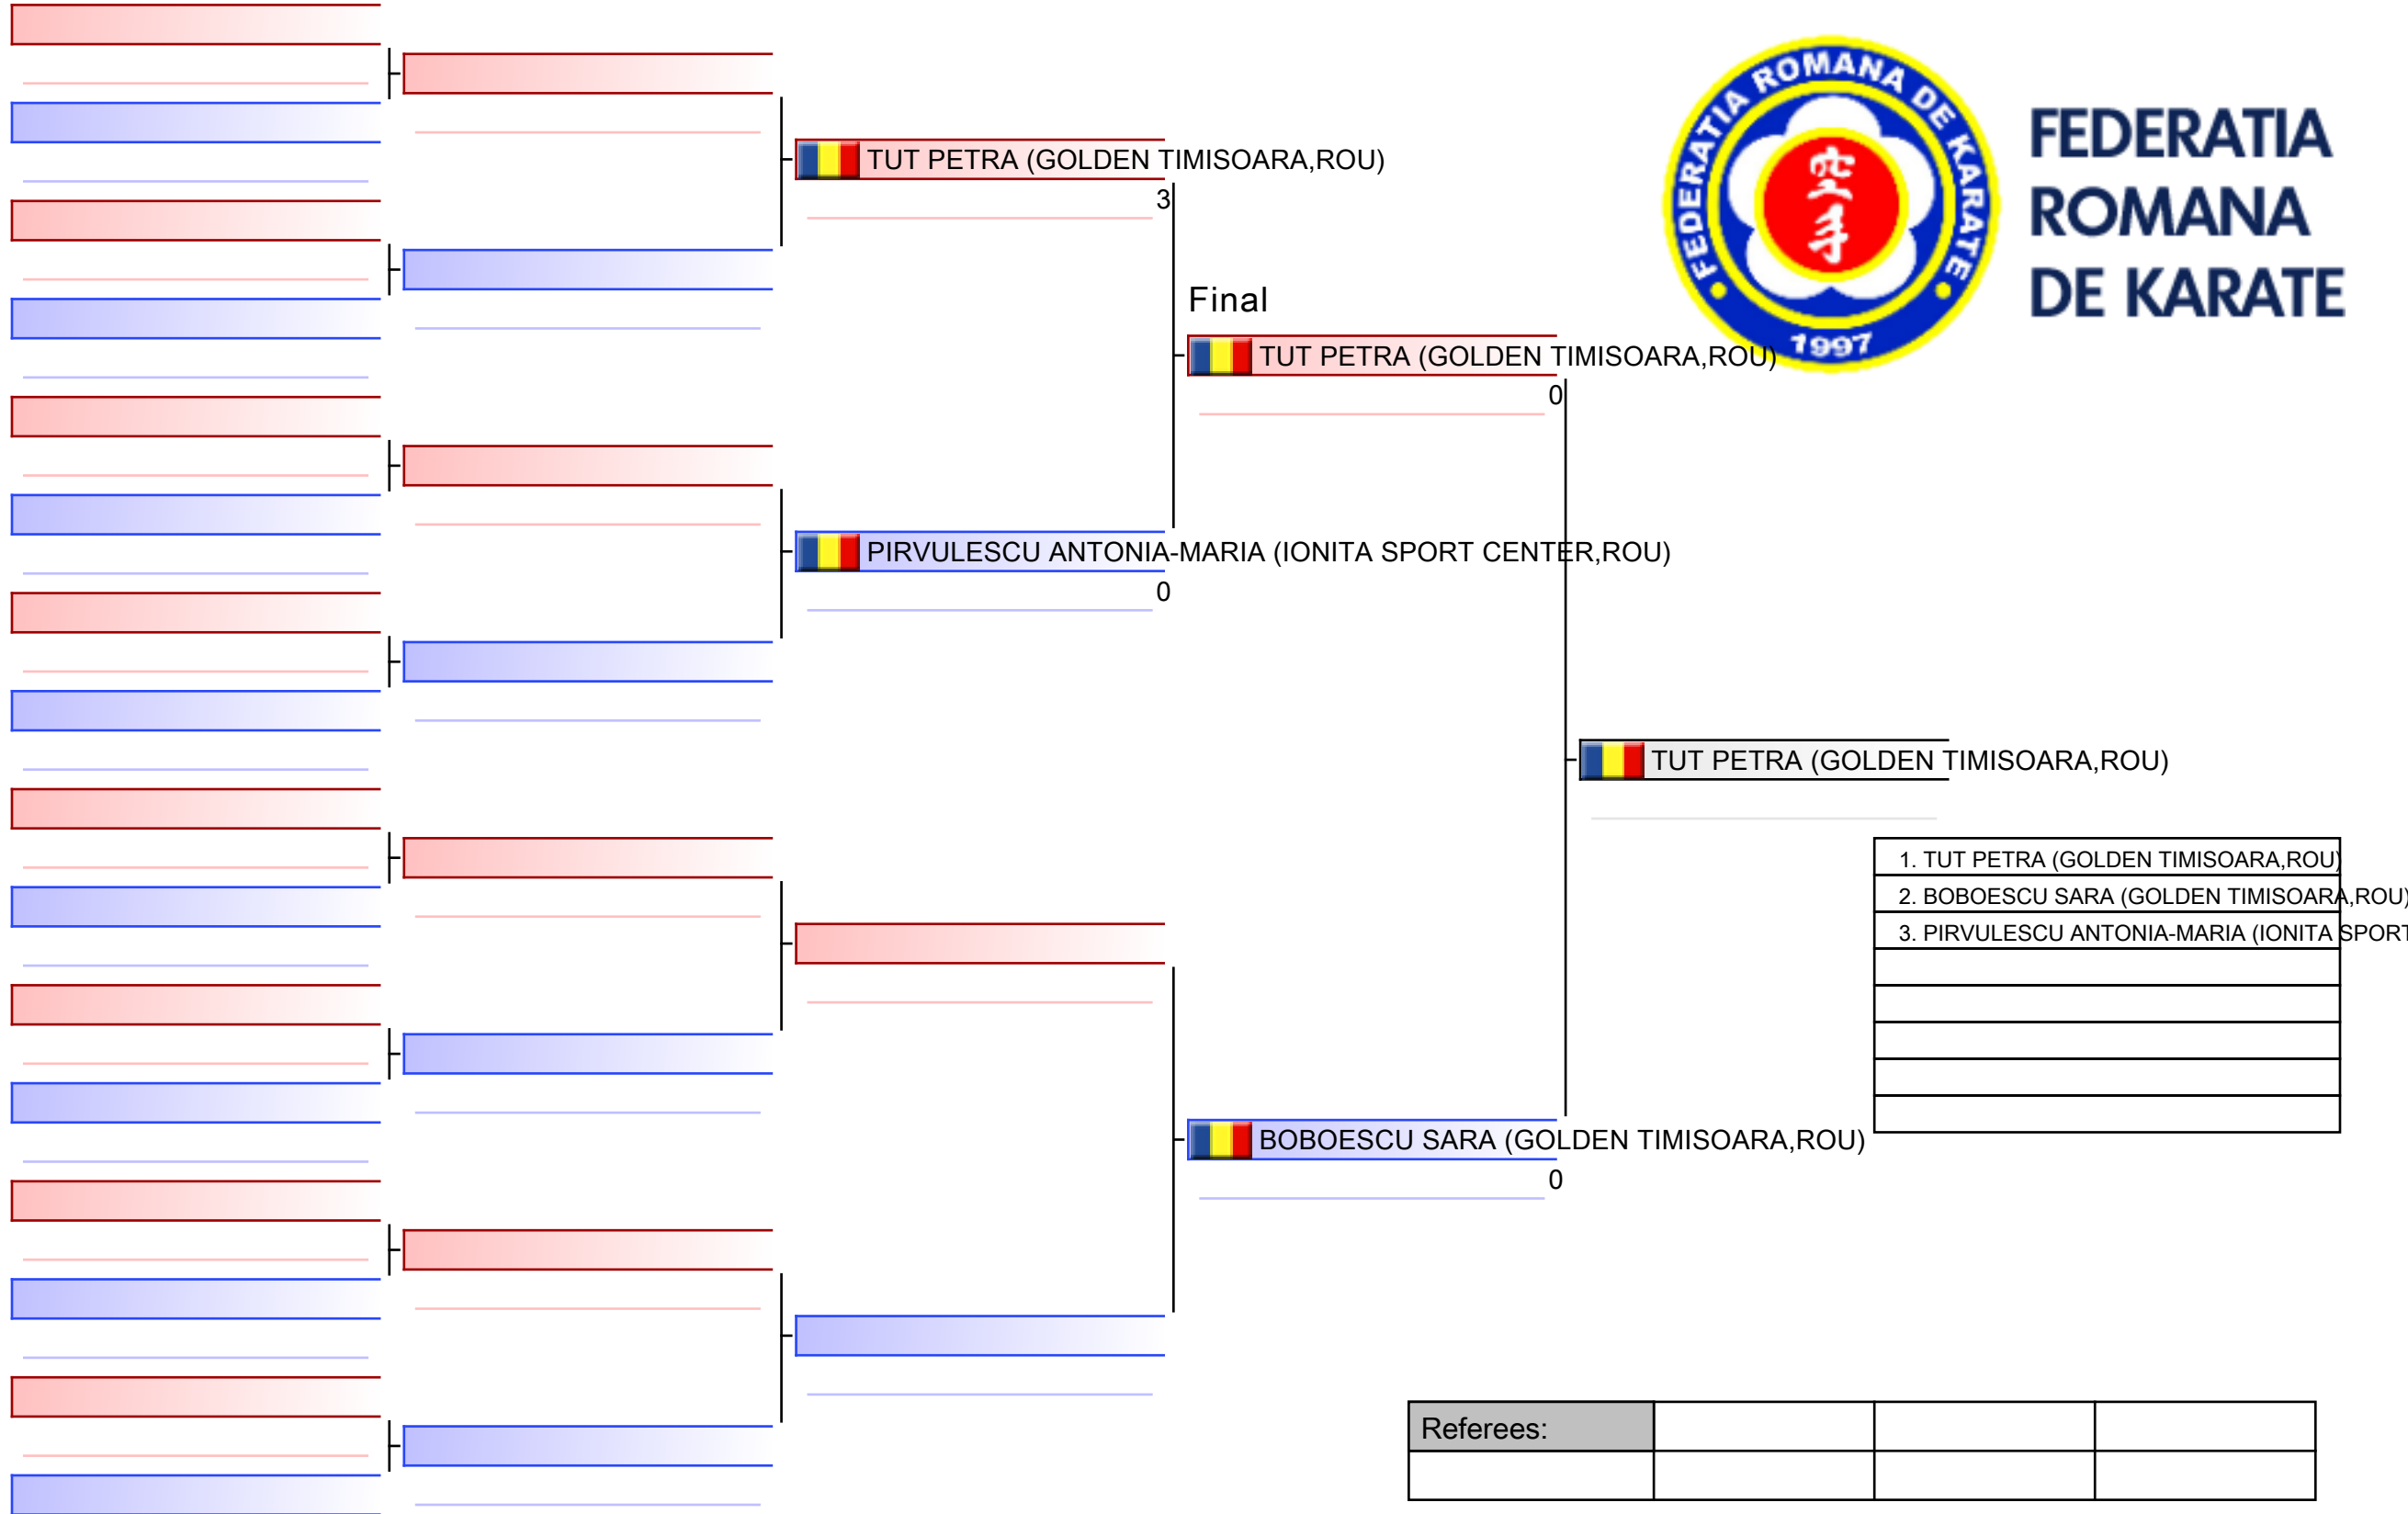 FEDERATIA ROMANA DE KARATE
空手
1997
FEDERATIA
ROMANA
DE KARATE
TUT PETRA (GOLDEN TIMISOARA,ROU)
3
Final
TUT PETRA (GOLDEN TIMISOARA,ROU)
0
PIRVULESCU ANTONIA-MARIA (IONITA SPORT CENTER,ROU)
0
TUT PETRA (GOLDEN TIMISOARA,ROU)
1. TUT PETRA (GOLDEN TIMISOARA,ROU)
2. BOBOESCU SARA (GOLDEN TIMISOARA,ROU)
3. PIRVULESCU ANTONIA-MARIA (IONITA SPORT
BOBOESCU SARA (GOLDEN TIMISOARA,ROU)
0
Referees: